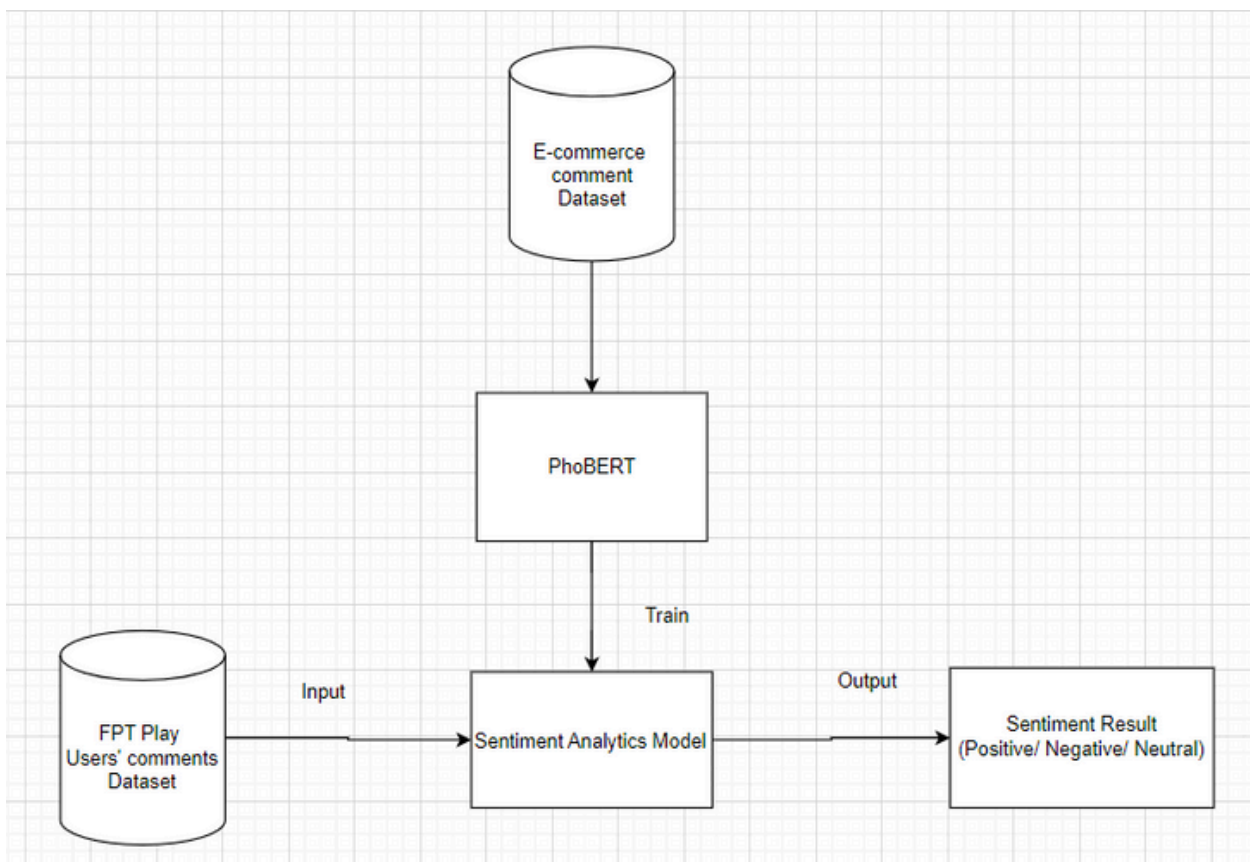 E-commerce
comment
Dataset
PhoBERT
Train
FPT Play
Users' comments
Dataset
Input
Sentiment Analytics Model
Output
Sentiment Result
(Positive/ Negative/ Neutral)